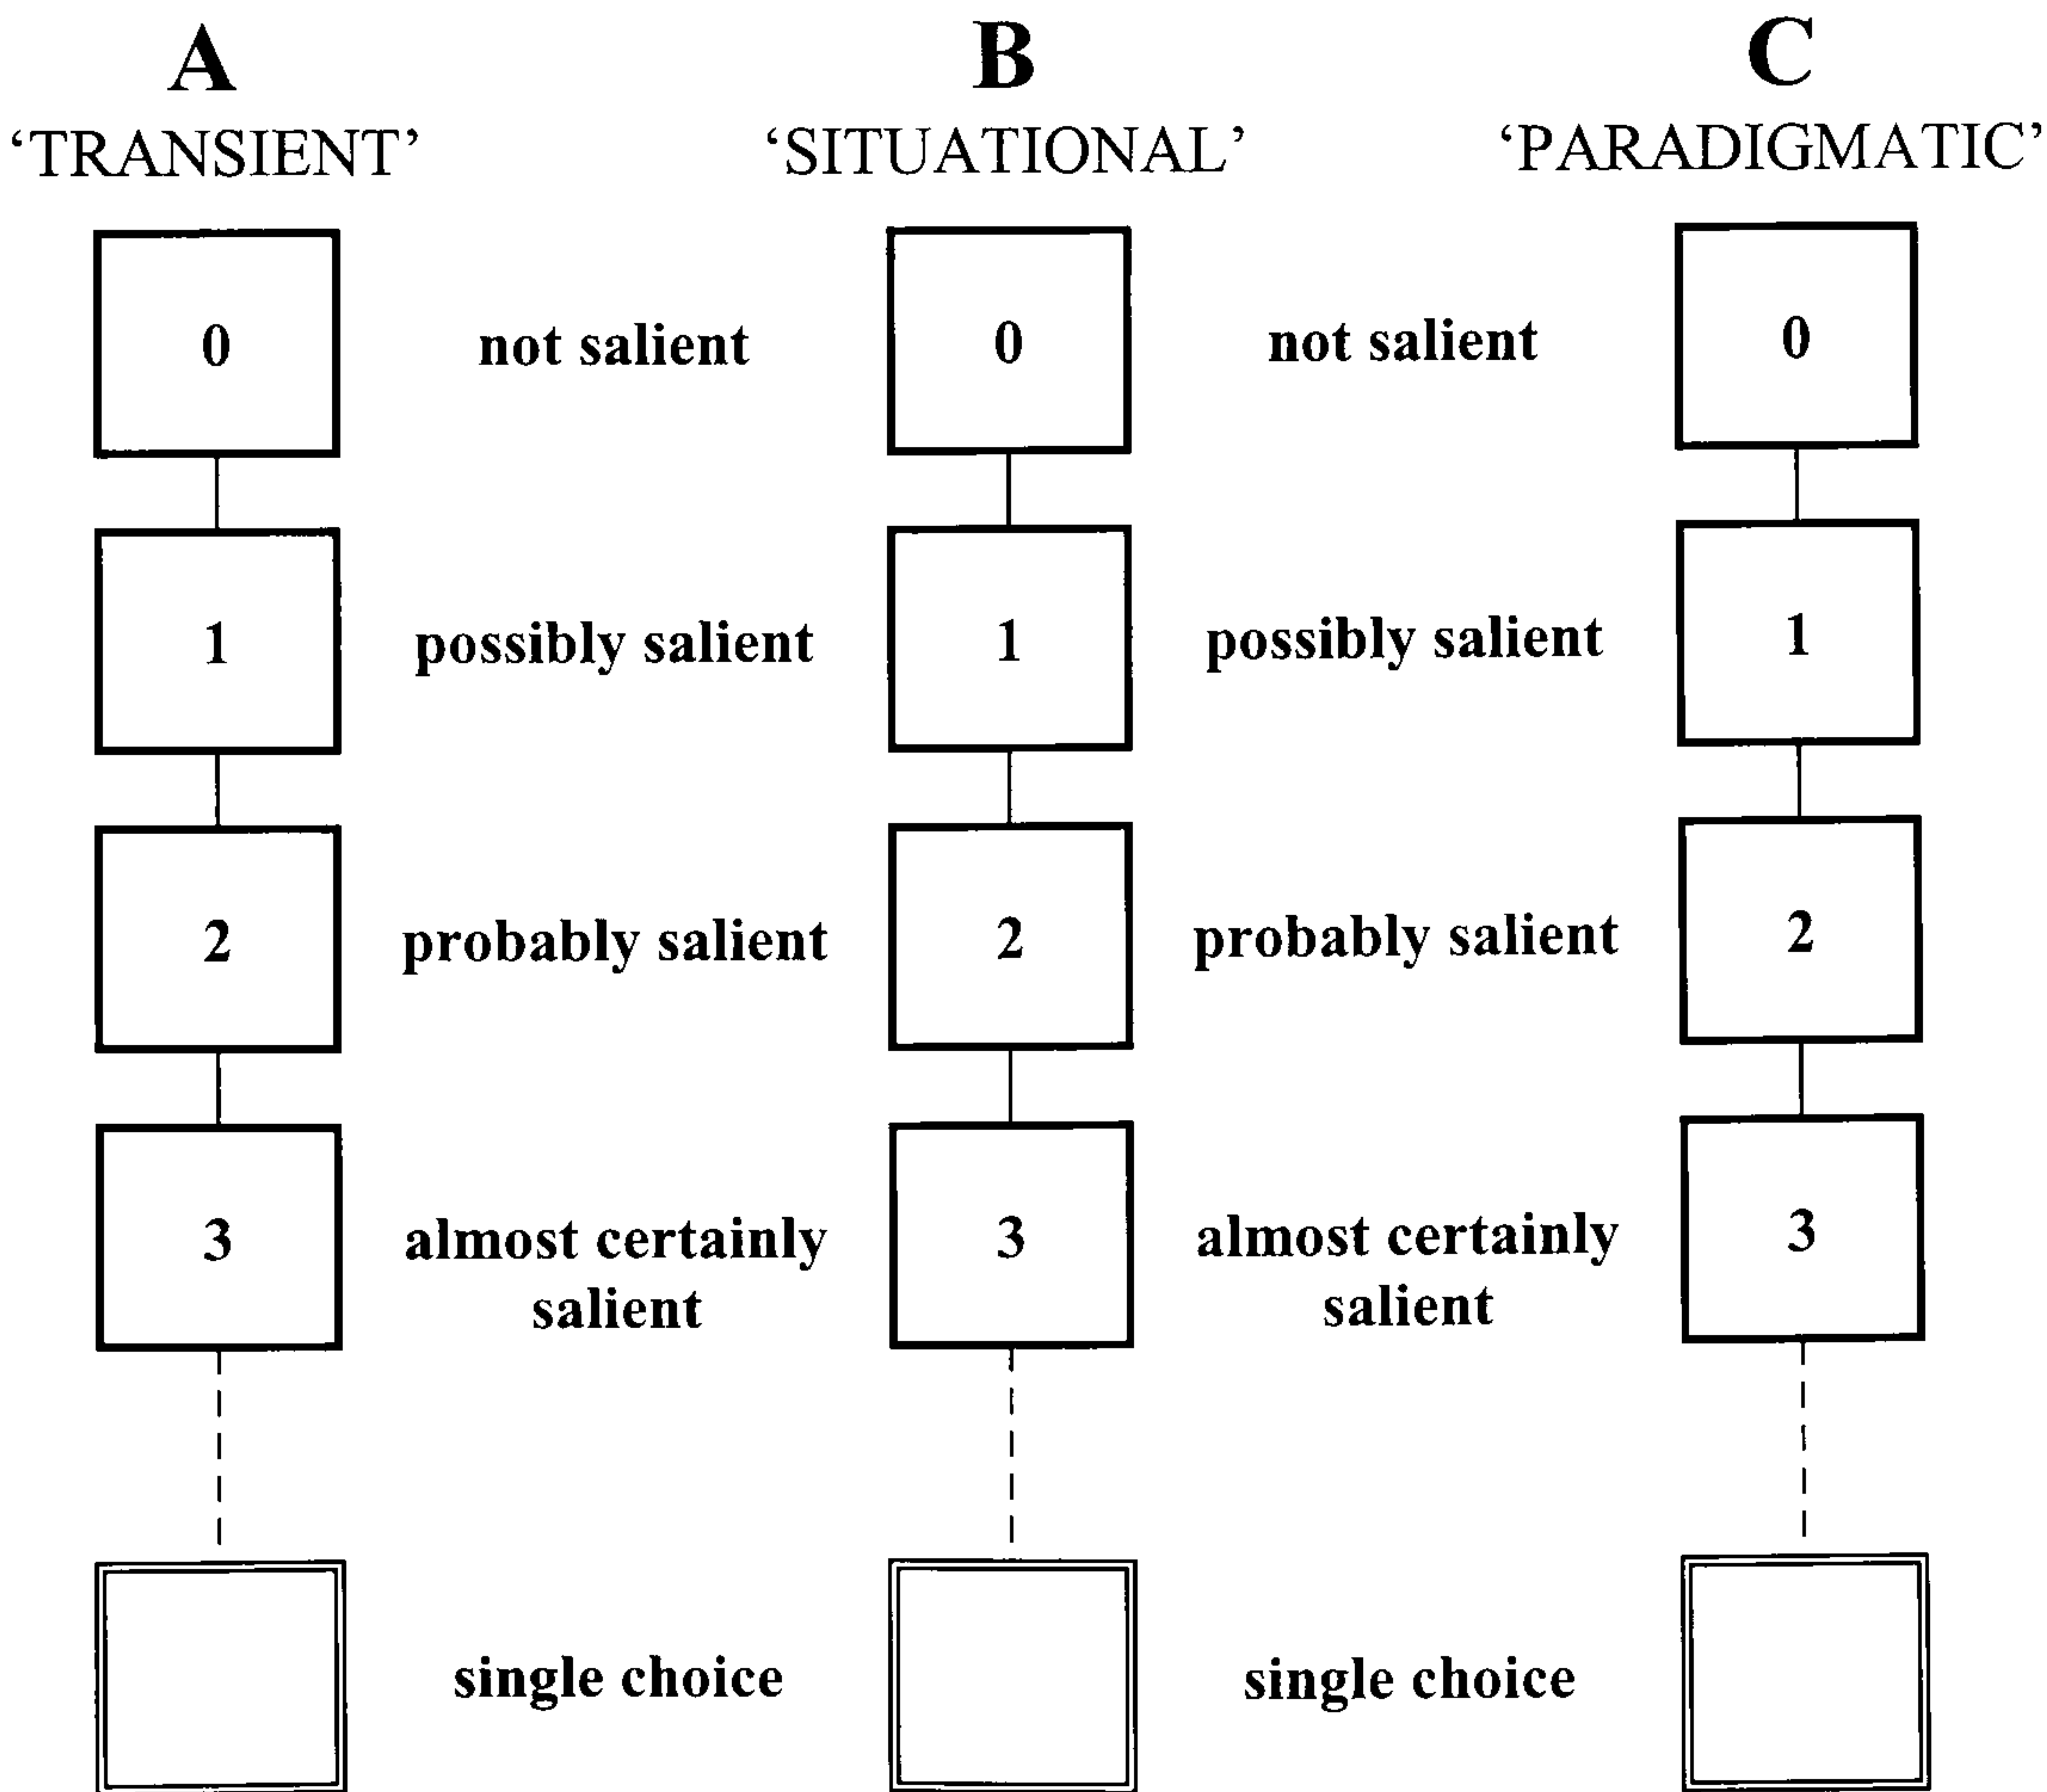 A B C
‘TRANSIENT’ ‘SITUATIONAL’ ‘PARADIGMATIC’
0 not salient 0 not salient 0
1 possibly salient 1 possibly salient 1
2 probably salient 2 probably salient 2
3 almost certainly 3 almost certainly 3
salient salient
single choice single choice